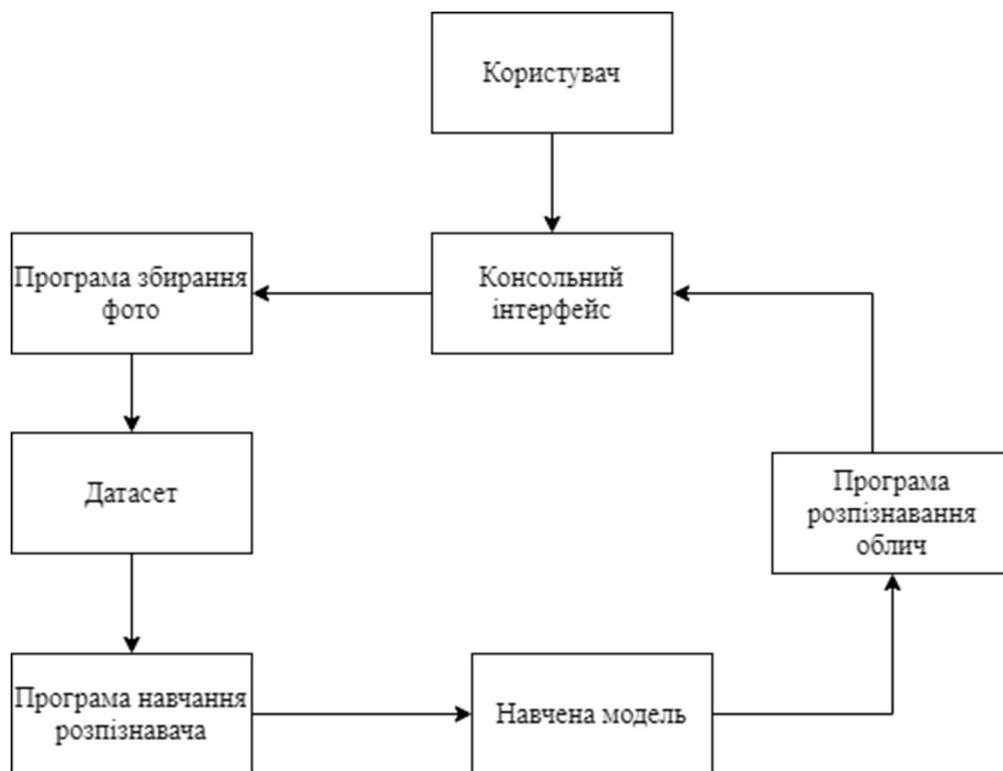 Користувач
Програма збирання
фото
Консольний
інтерфейс
Датасет
Програма
розпізнавання
облич
Програма навчання
розпізнавача
Навчена модель